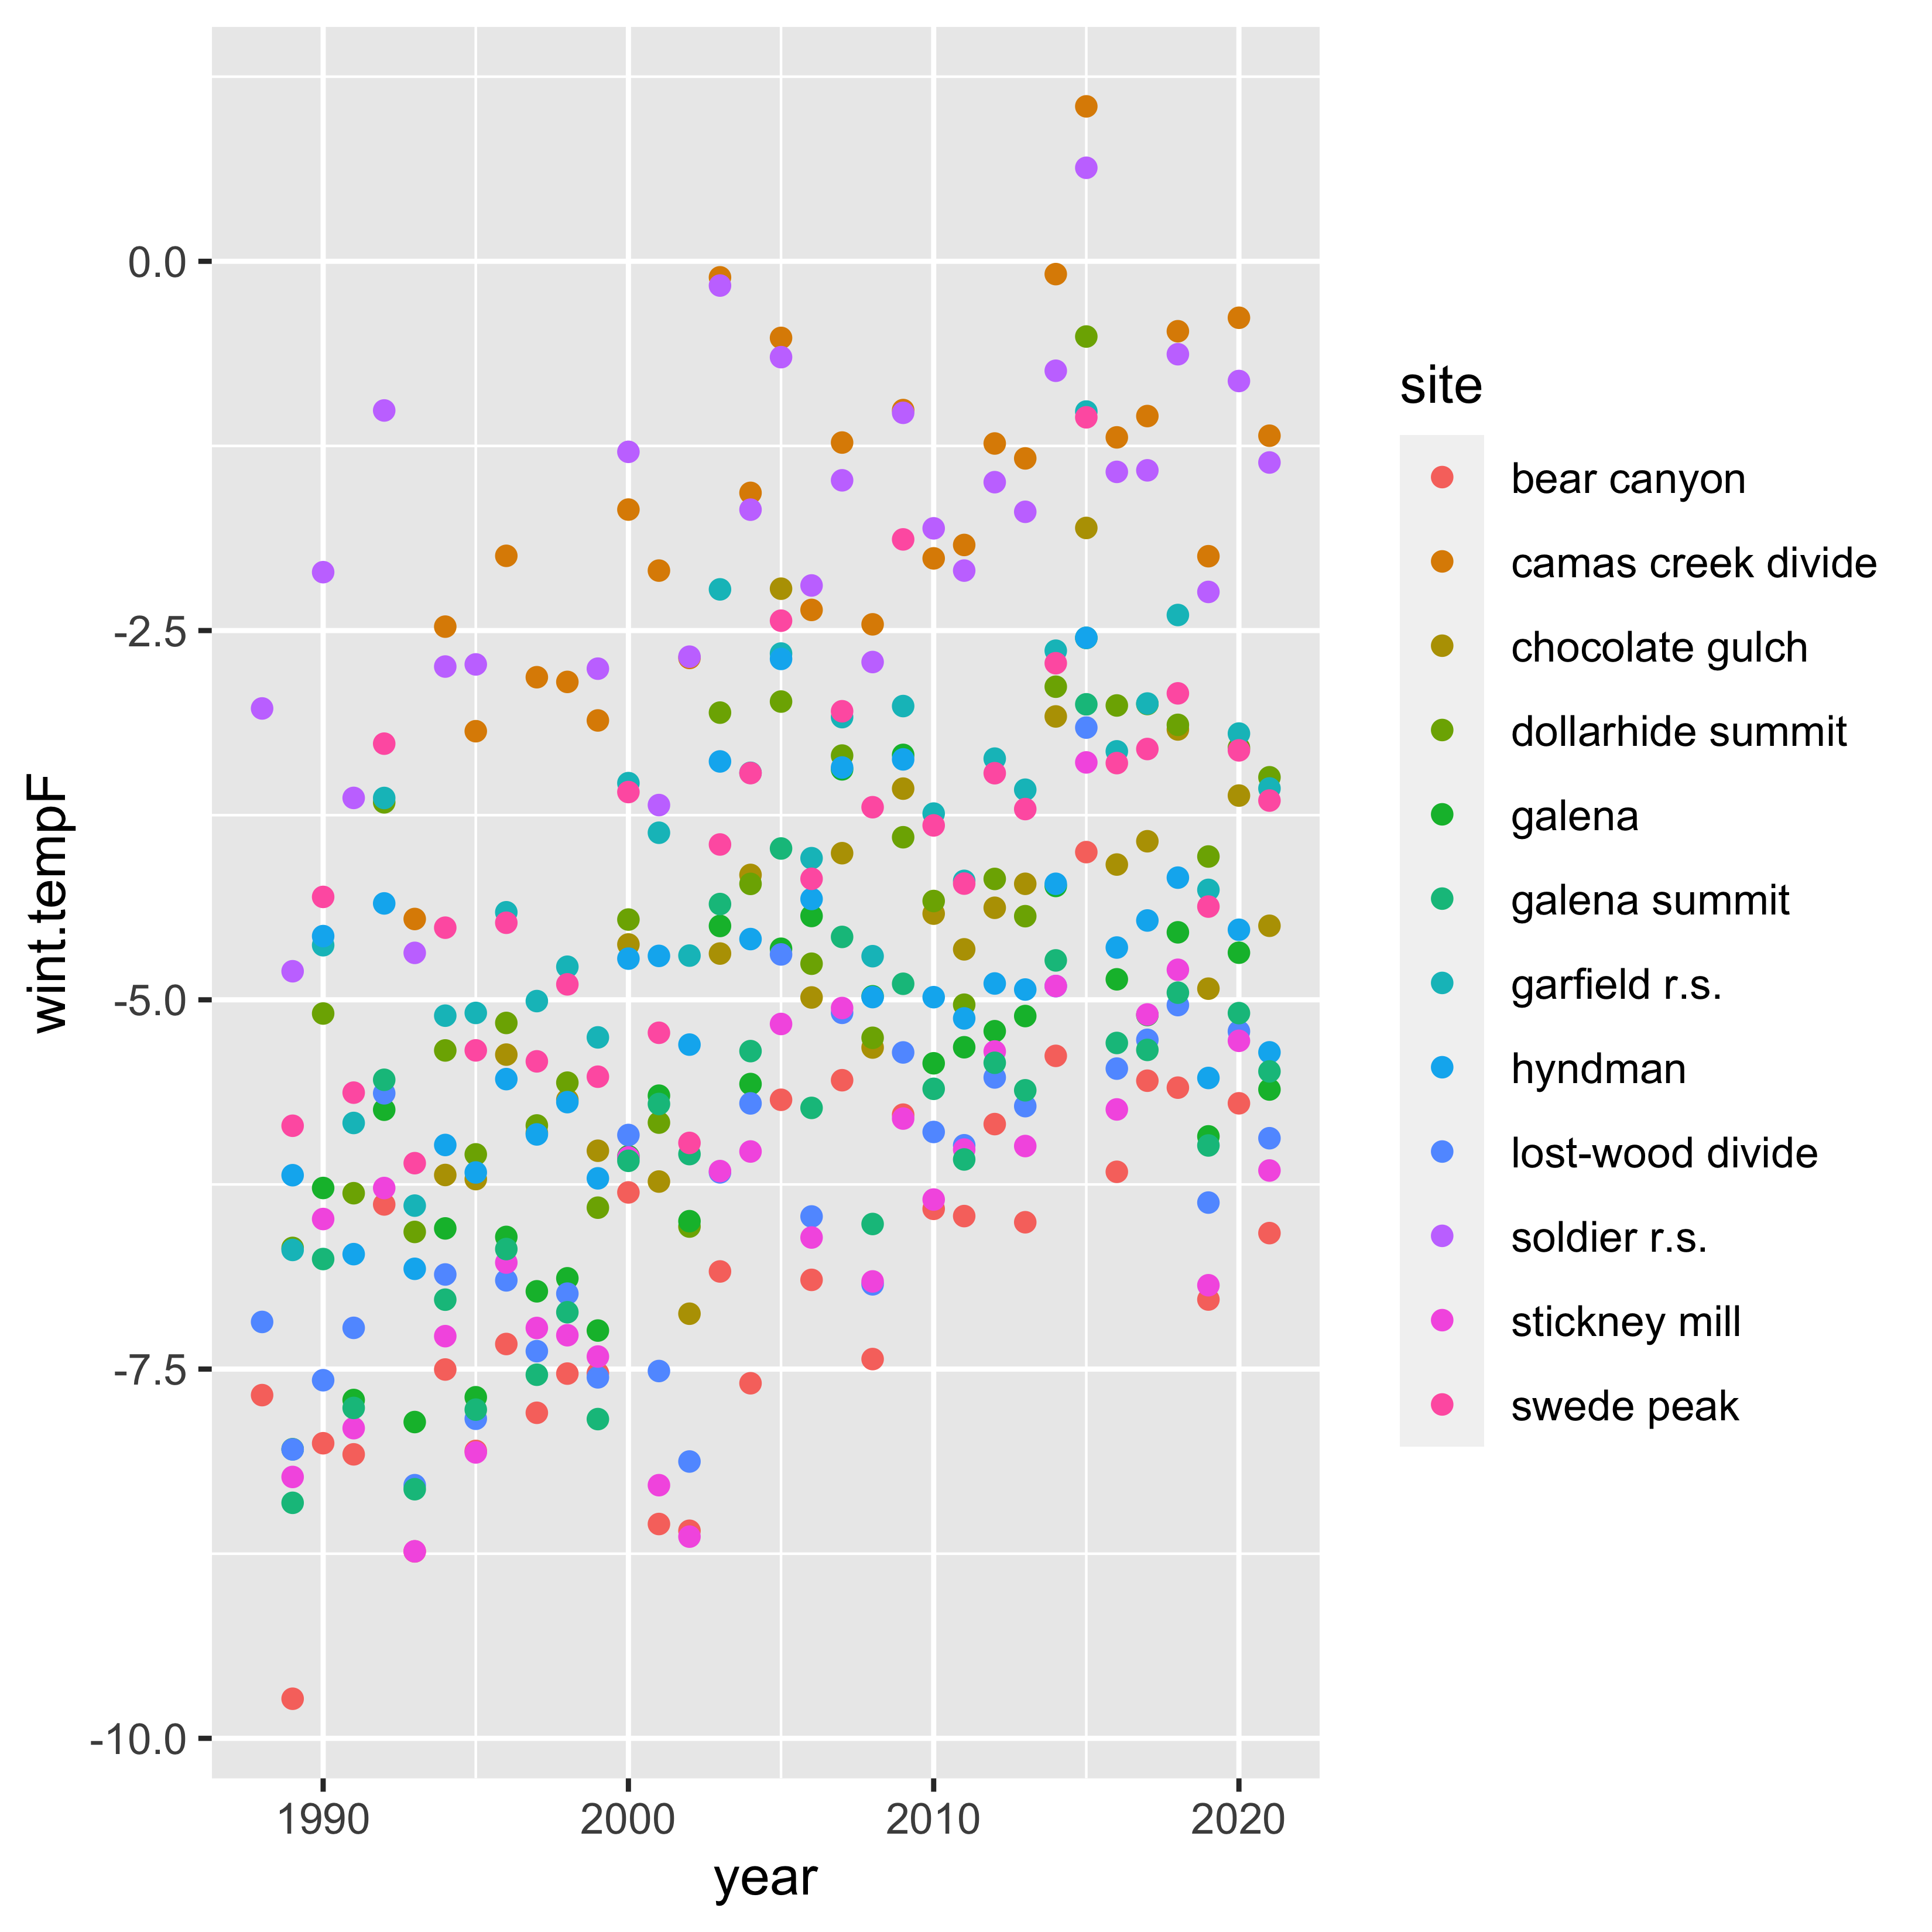 wint.tempF
0.0
-2.5
-5.0
-7.5
-10.0
1990
2000
2010
2020
year
site
bear canyon
camas creek divide
chocolate gulch
dollarhide summit
galena
galena summit
garfield r.s.
hyndman
lost-wood divide
soldier r.s.
stickney mill
swede peak